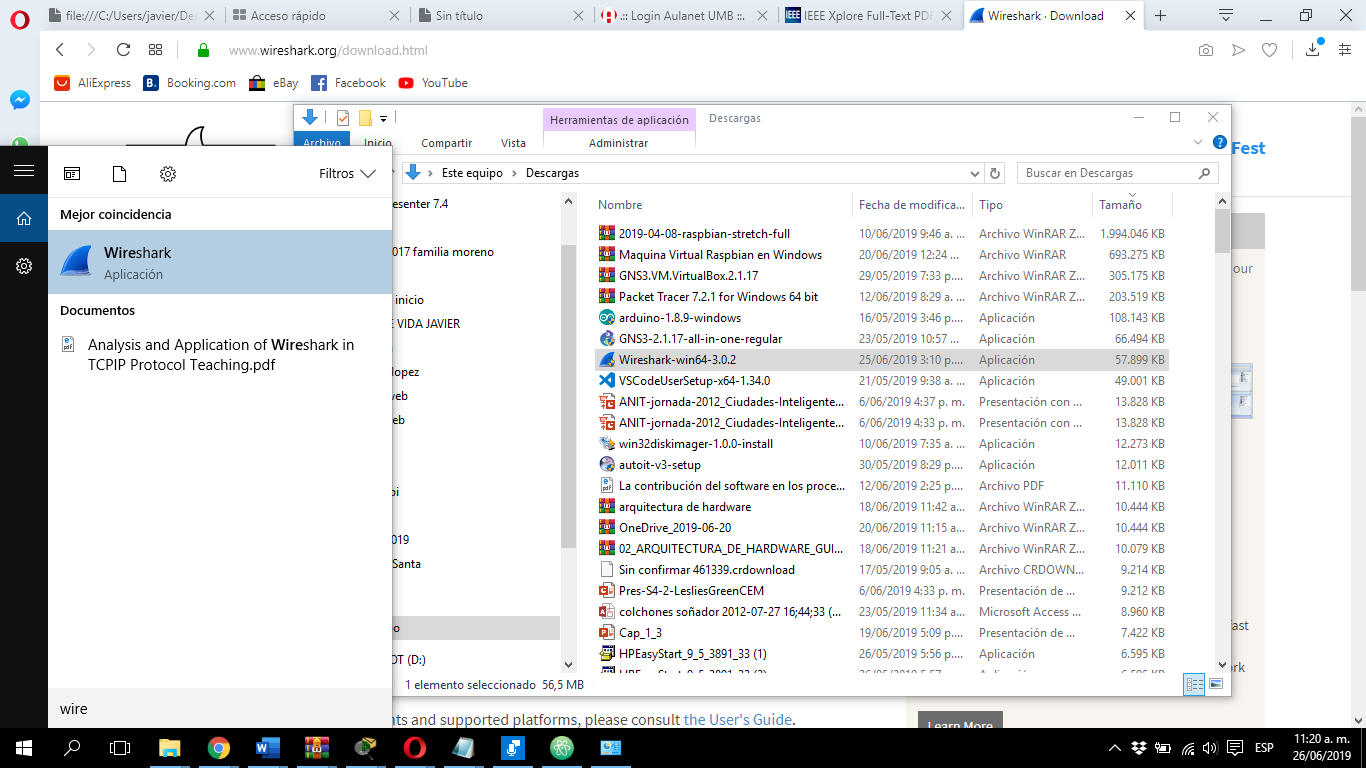 file:///C:/Users/javier/Des
Acceso rápido
Sin título
.:: Login Aulanet UMB ::.
IEEE Xplore Full-Text PDF
Wireshark · Download
www.wireshark.org/download.html
AliExpress
Booking.com
eBay
Facebook
YouTube
Herramientas de aplicación
Descargas
Archivo
Inicio
Compartir
Vista
Administrar
Fest
Este equipo
Descargas
Buscar en Descargas
Filtros
Mejor coincidencia
Wireshark
Aplicación
Documentos
Analysis and Application of Wireshark in
TCPIP Protocol Teaching.pdf
wire
esenter 7.4
017 familia moreno
inicio
E VIDA JAVIER
lopez
web
eb
pi
019
Santa
o
OT (D:)
Nombre Fecha de modifica... Tipo Tamaño
2019-04-08-raspbian-stretch-full 10/06/2019 9:46 a. ... Archivo WinRAR Z... 1.994.046 KB
Maquina Virtual Raspbian en Windows 20/06/2019 12:24 ... Archivo WinRAR 693.275 KB
GNS3.VM.VirtualBox.2.1.17 29/05/2019 7:33 p.... Archivo WinRAR Z... 305.175 KB
Packet Tracer 7.2.1 for Windows 64 bit 12/06/2019 8:29 a. ... Archivo WinRAR Z... 203.519 KB
arduino-1.8.9-windows 16/05/2019 3:46 p.... Aplicación 108.143 KB
GNS3-2.1.17-all-in-one-regular 23/05/2019 10:57 ... Aplicación 66.494 KB
Wireshark-win64-3.0.2 25/06/2019 3:10 p.... Aplicación 57.899 KB
VSCodeUserSetup-x64-1.34.0 21/05/2019 9:38 a. ... Aplicación 49.001 KB
ANIT-jornada-2012_Ciudades-Inteligente... 6/06/2019 4:37 p. m. Presentación con ... 13.828 KB
ANIT-jornada-2012_Ciudades-Inteligente... 6/06/2019 4:33 p. m. Presentación con ... 13.828 KB
win32diskimager-1.0.0-install 10/06/2019 7:35 a. ... Aplicación 12.273 KB
autoit-v3-setup 30/05/2019 8:29 p.... Aplicación 12.011 KB
La contribución del software en los proce... 12/06/2019 2:25 p.... Archivo PDF 11.110 KB
arquitectura de hardware 18/06/2019 11:42 a... Archivo WinRAR Z... 10.444 KB
OneDrive_2019-06-20 20/06/2019 11:15 a... Archivo WinRAR Z... 10.444 KB
02_ARQUITECTURA_DE_HARDWARE_GUI... 18/06/2019 11:21 a... Archivo WinRAR Z... 10.079 KB
Sin confirmar 461339.crdownload 17/05/2019 9:05 a. ... Archivo CRDOWN... 9.214 KB
Pres-S4-2-LesliesGreenCEM 6/06/2019 4:33 p. m. Presentación de ... 9.212 KB
colchones soñador 2012-07-27 16;44;33 (... 23/05/2019 11:34 a... Microsoft Access ... 8.960 KB
Cap_1_3 19/06/2019 5:09 p.... Presentación de ... 7.422 KB
HPEasyStart_9_5_3891_33 (1) 26/05/2019 5:56 p.... Aplicación 6.595 KB
1 elemento seleccionado 56,5 MB
our
ast
ork
nts and supported platforms, please consult the User's Guide.
Learn More
ESP
11:20 a. m.
26/06/2019